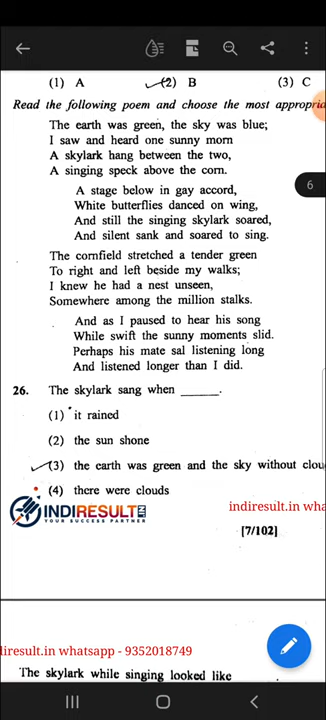 (1) A (2) B (3) C
Read the following poem and choose the most
The earth was green, the sky was blue;
I saw and heard one sunny morn
A skylark hang between the two,
A singing speck above the corn.
6
A stage below in gay accord,
White butterflies danced on wing,
And still the singing skylark soared,
And silent sank and soared to sing.
The cornfield stretched a tender green
To right and left beside my walks;
I knew he had a nest unseen,
Somewhere among the million stalks.
And as I paused to hear his song
While swift the sunny moments slid.
Perhaps his mate sal listening long
And listened longer than I did.
26. The skylark sang when ______.
(1) it rained
(2) the sun shone
(3) the earth was green and the sky without
(4) there were clouds
INDIRESULT.IN
YOUR SUCCESS PARTNER
indiresult.in
[7/102]
whatsapp - 9352018749
The skylark while singing looked like ______.